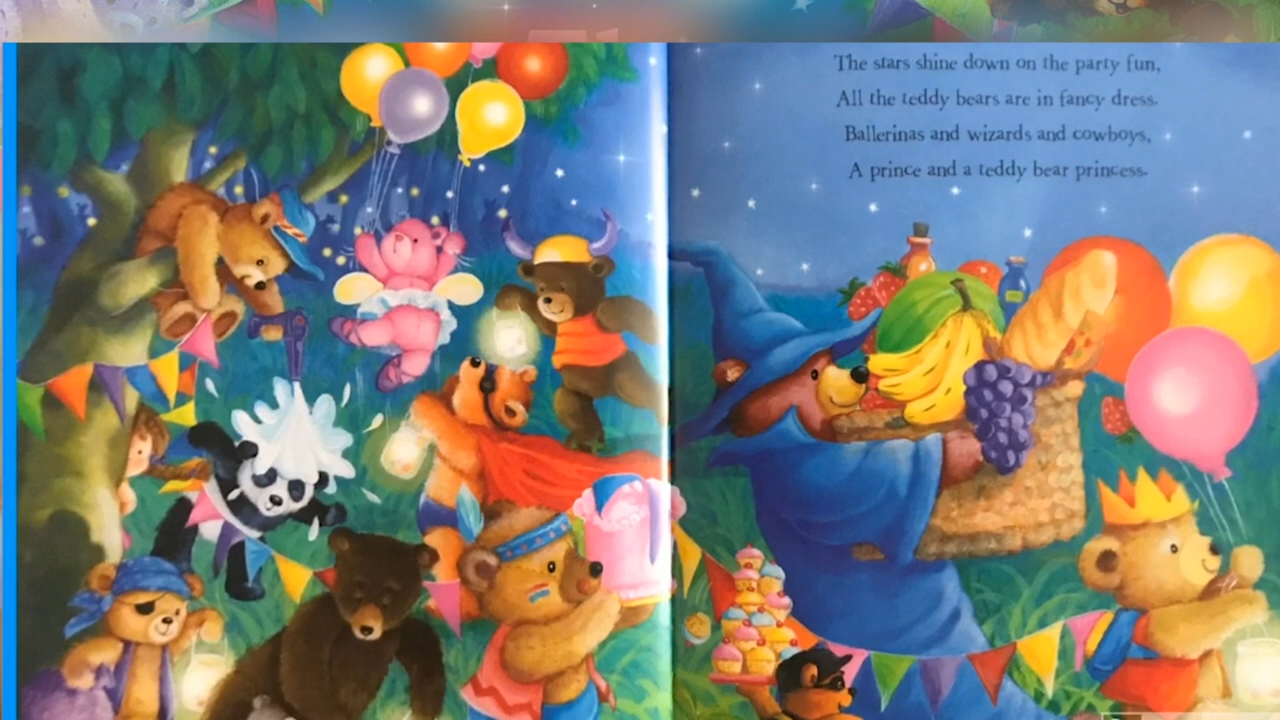 The stars shine down on the party fun,
All the teddy bears are in fancy dress.
Ballerinas and wizards and cowboys,
A prince and a teddy bear princess.